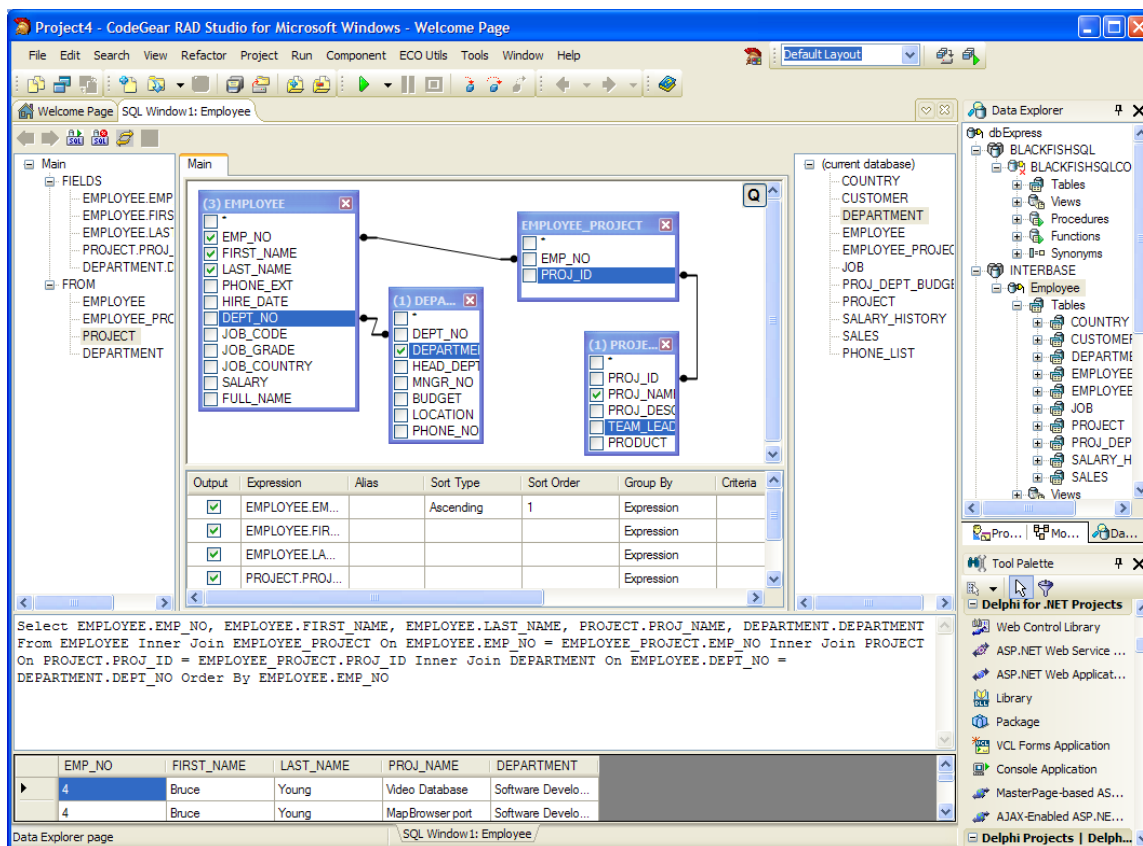 Project4 - CodeGear RAD Studio for Microsoft Windows - Welcome Page
File Edit Search View Refactor Project Run Component ECO Utils Tools Window Help
Default Layout
Welcome Page SQL Window1: Employee
Main
FIELDS
EMPLOYEE.EMP
EMPLOYEE.FIRS
EMPLOYEE.LAST
PROJECT.PROJ_
DEPARTMENT.D
FROM
EMPLOYEE
EMPLOYEE_PRO
PROJECT
DEPARTMENT
Main
Q
(3) EMPLOYEE
*
EMP_NO
FIRST_NAME
LAST_NAME
PHONE_EXT
HIRE_DATE
DEPT_NO
JOB_CODE
JOB_GRADE
JOB_COUNTRY
SALARY
FULL_NAME
(1) DEPA...
*
DEPT_NO
DEPARTME
HEAD_DEPT
MNGR_NO
BUDGET
LOCATION
PHONE_NO
EMPLOYEE_PROJECT
*
EMP_NO
PROJ_ID
(1) PROJE...
*
PROJ_ID
PROJ_NAM
PROJ_DESC
TEAM_LEAD
PRODUCT
Output Expression Alias Sort Type Sort Order Group By Criteria
EMPLOYEE.EM... Ascending 1 Expression
EMPLOYEE.FIR... Expression
EMPLOYEE.LA... Expression
PROJECT.PROJ... Expression
(current database)
COUNTRY
CUSTOMER
DEPARTMENT
EMPLOYEE
EMPLOYEE_PROJEC
JOB
PROJ_DEPT_BUDGE
PROJECT
SALARY_HISTORY
SALES
PHONE_LIST
Select EMPLOYEE.EMP_NO, EMPLOYEE.FIRST_NAME, EMPLOYEE.LAST_NAME, PROJECT.PROJ_NAME, DEPARTMENT.DEPARTMENT
From EMPLOYEE Inner Join EMPLOYEE_PROJECT On EMPLOYEE.EMP_NO = EMPLOYEE_PROJECT.EMP_NO Inner Join PROJECT
On PROJECT.PROJ_ID = EMPLOYEE_PROJECT.PROJ_ID Inner Join DEPARTMENT On EMPLOYEE.DEPT_NO =
DEPARTMENT.DEPT_NO Order By EMPLOYEE.EMP_NO
EMP_NO FIRST_NAME LAST_NAME PROJ_NAME DEPARTMENT
4 Bruce Young Video Database Software Develo...
4 Bruce Young MapBrowser port Software Develo...
Data Explorer page
SQL Window1: Employee
Data Explorer
dbExpress
BLACKFISHSQL
BLACKFISHSQLCO
Tables
Views
Procedures
Functions
Synonyms
INTERBASE
Employee
Tables
COUNTRY
CUSTOMER
DEPARTME
EMPLOYEE
EMPLOYEE
JOB
PROJECT
PROJ_DEP
SALARY_H
SALES
Views
Pro... Mo... Da...
Tool Palette
Delphi for .NET Projects
Web Control Library
ASP.NET Web Service ...
ASP.NET Web Applicat...
Library
Package
VCL Forms Application
Console Application
MasterPage-based AS...
AJAX-Enabled ASP.NE...
Delphi Projects | Delph...